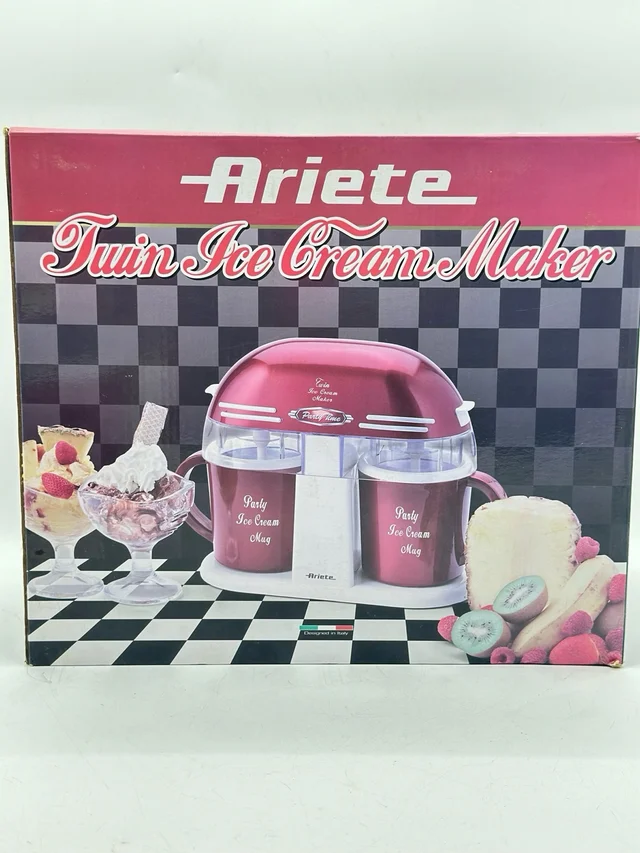 Ariete
Twin Ice Cream Maker
Twin
Ice Cream
Maker
Party Time
Party
Ice Cream
Mug
Party
Ice Cream
Mug
Ariete
Designed in Italy